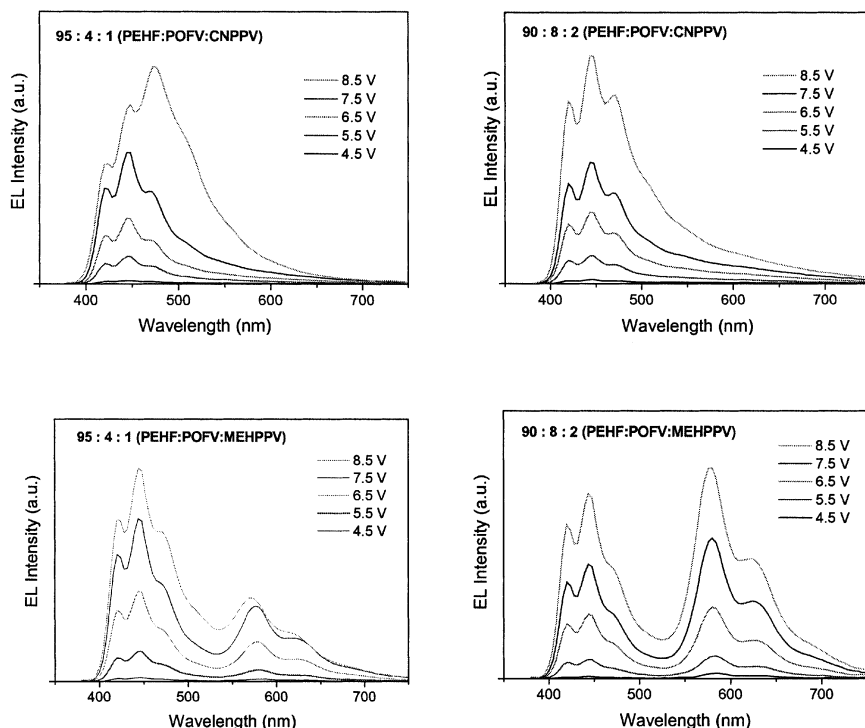 95 : 4 : 1 (PEHF:POFV:CNPPV)
8.5 V
7.5 V
6.5 V
5.5 V
4.5 V
EL Intensity (a.u.)
400 500 600 700
Wavelength (nm)
90 : 8 : 2 (PEHF:POFV:CNPPV)
8.5 V
7.5 V
6.5 V
5.5 V
4.5 V
EL Intensity (a.u.)
400 500 600 700
Wavelength (nm)
95 : 4 : 1 (PEHF:POFV:MEHPPV)
8.5 V
7.5 V
6.5 V
5.5 V
4.5 V
EL Intensity (a.u.)
400 500 600 700
Wavelength (nm)
90 : 8 : 2 (PEHF:POFV:MEHPPV)
8.5 V
7.5 V
6.5 V
5.5 V
4.5 V
EL Intensity (a.u.)
400 500 600 700
Wavelength (nm)